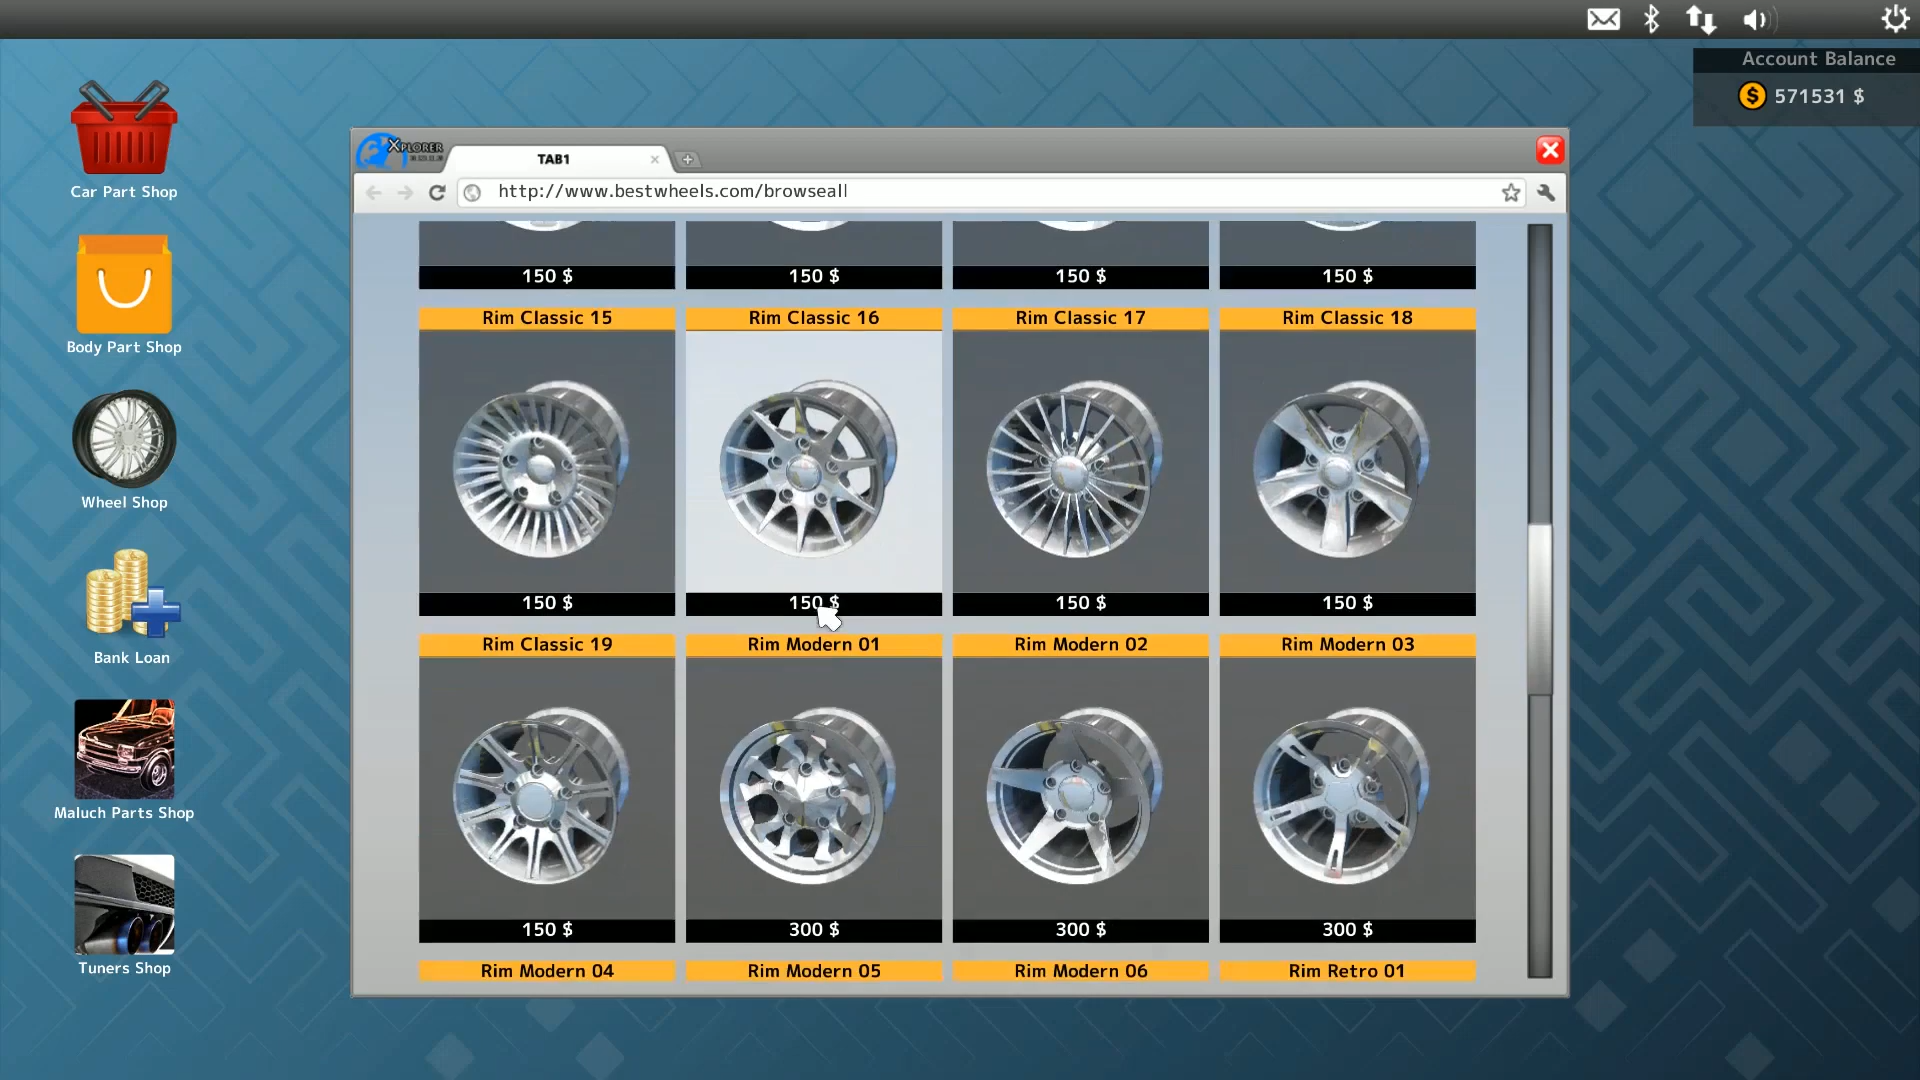 Account Balance
571531 $
Car Part Shop
Body Part Shop
Wheel Shop
Bank Loan
Maluch Parts Shop
Tuners Shop
XPLORER
TAB1
http://www.bestwheels.com/browseall
150 $
150 $
150 $
150 $
Rim Classic 15
Rim Classic 16
Rim Classic 17
Rim Classic 18
150 $
150 $
150 $
150 $
Rim Classic 19
Rim Modern 01
Rim Modern 02
Rim Modern 03
150 $
300 $
300 $
300 $
Rim Modern 04
Rim Modern 05
Rim Modern 06
Rim Retro 01